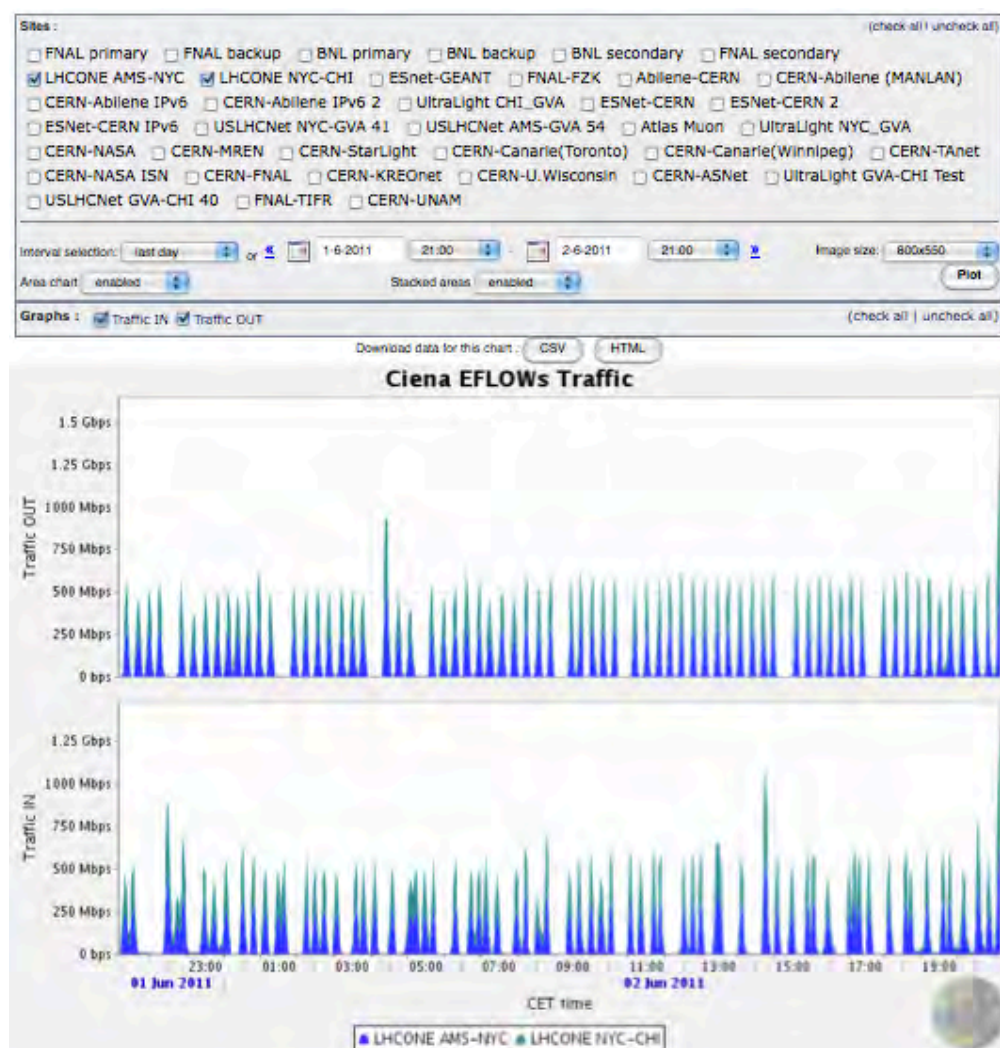 Sites : (check all | uncheck all)
FNAL primary FNAL backup BNL primary BNL backup BNL secondary FNAL secondary
LHCONE AMS-NYC LHCONE NYC-CHI ESnet-GEANT FNAL-FZK Abilene-CERN CERN-Abilene (MANLAN)
CERN-Abilene IPv6 CERN-Abilene IPv6 2 UltraLight CHI_GVA ESNet-CERN ESNet-CERN 2
ESNet-CERN IPv6 USLHCNet NYC-GVA 41 USLHCNet AMS-GVA 54 Atlas Muon UltraLight NYC_GVA
CERN-NASA CERN-MREN CERN-StarLight CERN-Canarie(Toronto) CERN-Canarie(Winnipeg) CERN-TAnet
CERN-NASA ISN CERN-FNAL CERN-KREOnet CERN-U.Wisconsin CERN-ASNet UltraLight GVA-CHI Test
USLHCNet GVA-CHI 40 FNAL-TIFR CERN-UNAM
Interval selection: last day or « 1-6-2011 21:00 - 2-6-2011 21:00 » Image size: 800x550
Area chart enabled Stacked areas enabled Plot
Graphs : Traffic IN Traffic OUT (check all | uncheck all)
Download data for this chart : CSV HTML
Ciena EFLOWs Traffic
Traffic OUT
1.5 Gbps
1.25 Gbps
1000 Mbps
750 Mbps
500 Mbps
250 Mbps
0 bps
Traffic IN
1.25 Gbps
1000 Mbps
750 Mbps
500 Mbps
250 Mbps
0 bps
23:00 01:00 03:00 05:00 07:00 09:00 11:00 13:00 15:00 17:00 19:00
01 Jun 2011 02 Jun 2011
CET time
LHCONE AMS-NYC LHCONE NYC-CHI